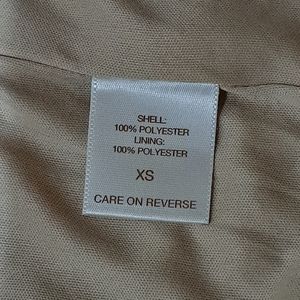 SHELL:
100% POLYESTER
LINING:
100% POLYESTER
XS
CARE ON REVERSE